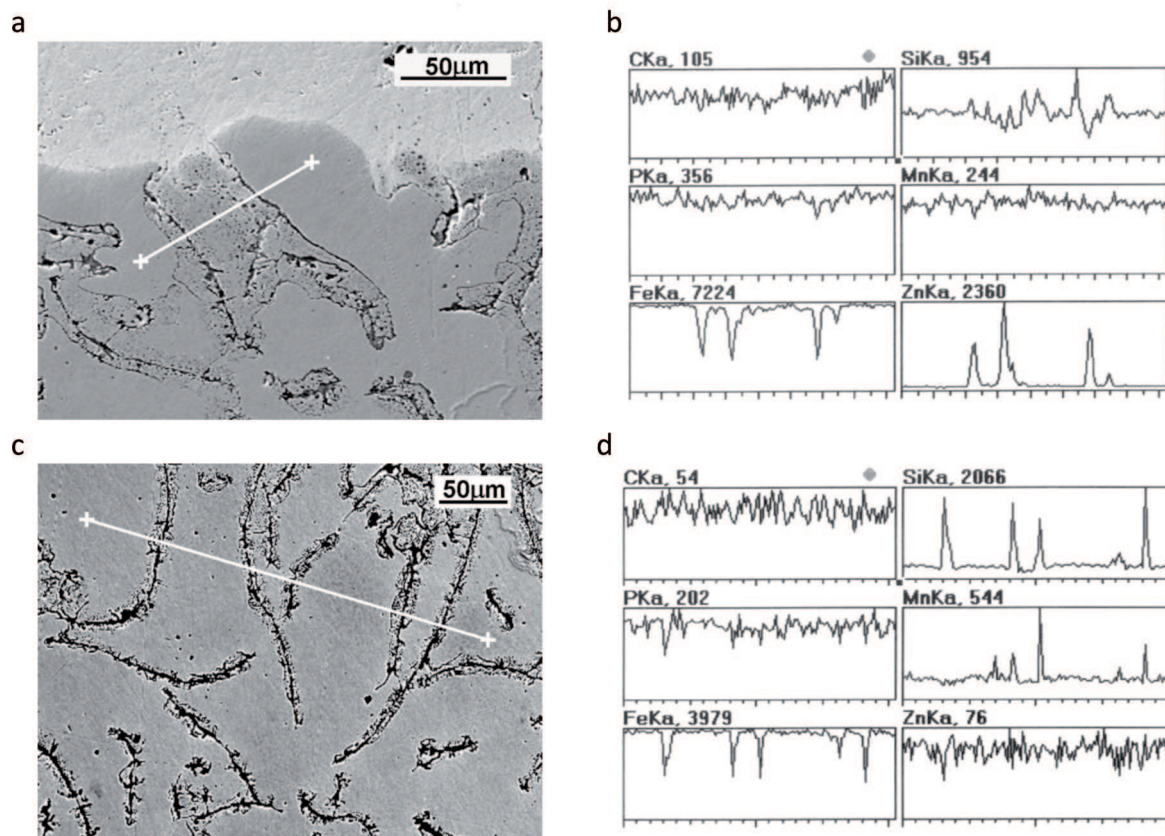 a
50μm
b
CKa, 105
SiKa, 954
PKa, 356
MnKa, 244
FeKa, 7224
ZnKa, 2360
c
50μm
d
CKa, 54
SiKa, 2066
PKa, 202
MnKa, 544
FeKa, 3979
ZnKa, 76